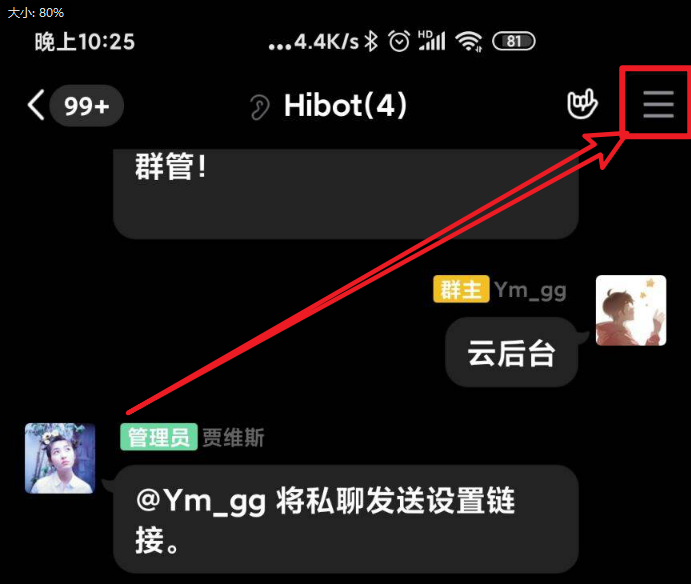 大小: 80%
晚上10:25
...4.4K/s HD 81
99+
Hibot(4)
群管!
群主 Ym_gg
云后台
管理员 贾维斯
@Ym_gg 将私聊发送设置链
接。